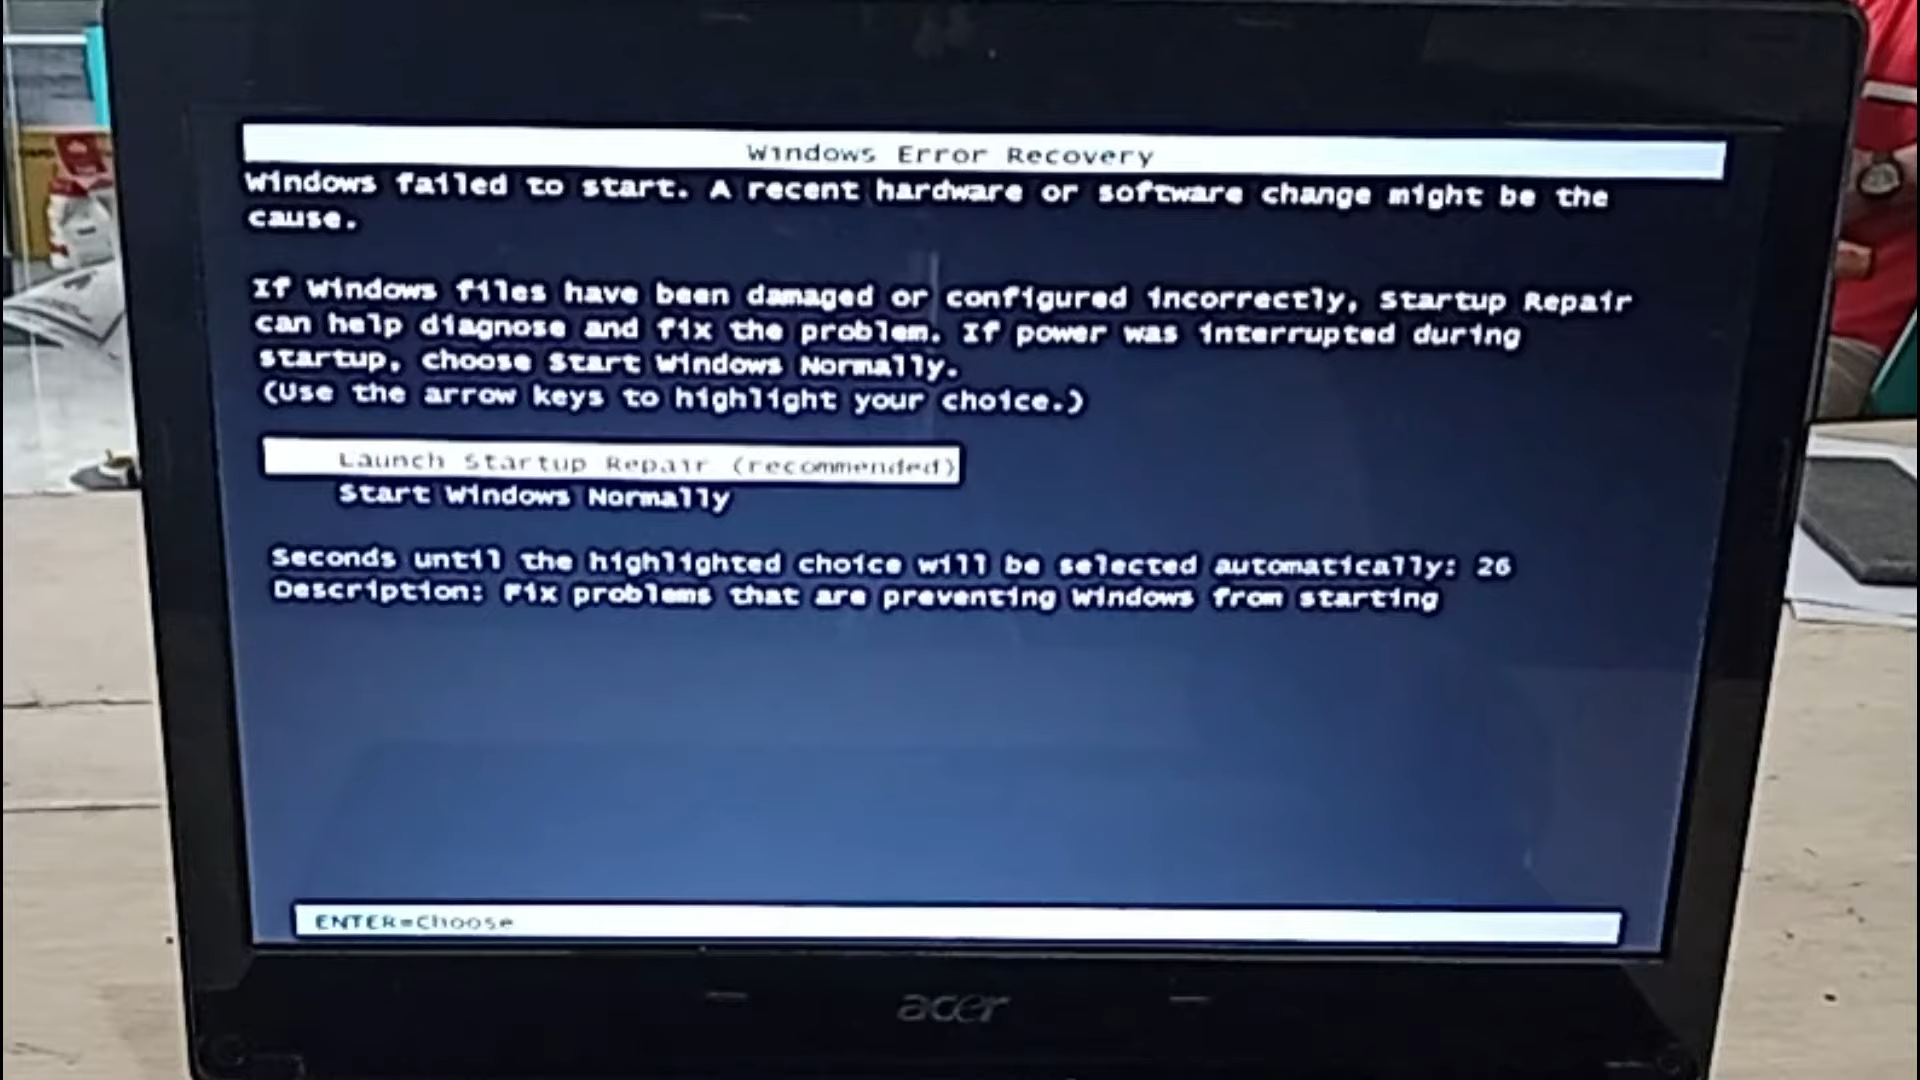 Windows Error Recovery
Windows failed to start. A recent hardware or software change might be the
cause.
If Windows files have been damaged or configured incorrectly, Startup Repair
can help diagnose and fix the problem. If power was interrupted during
startup, choose Start Windows Normally.
(Use the arrow keys to highlight your choice.)
Launch Startup Repair (recommended)
Start Windows Normally
Seconds until the highlighted choice will be selected automatically: 26
Description: Fix problems that are preventing Windows from starting
ENTER=Choose
acer